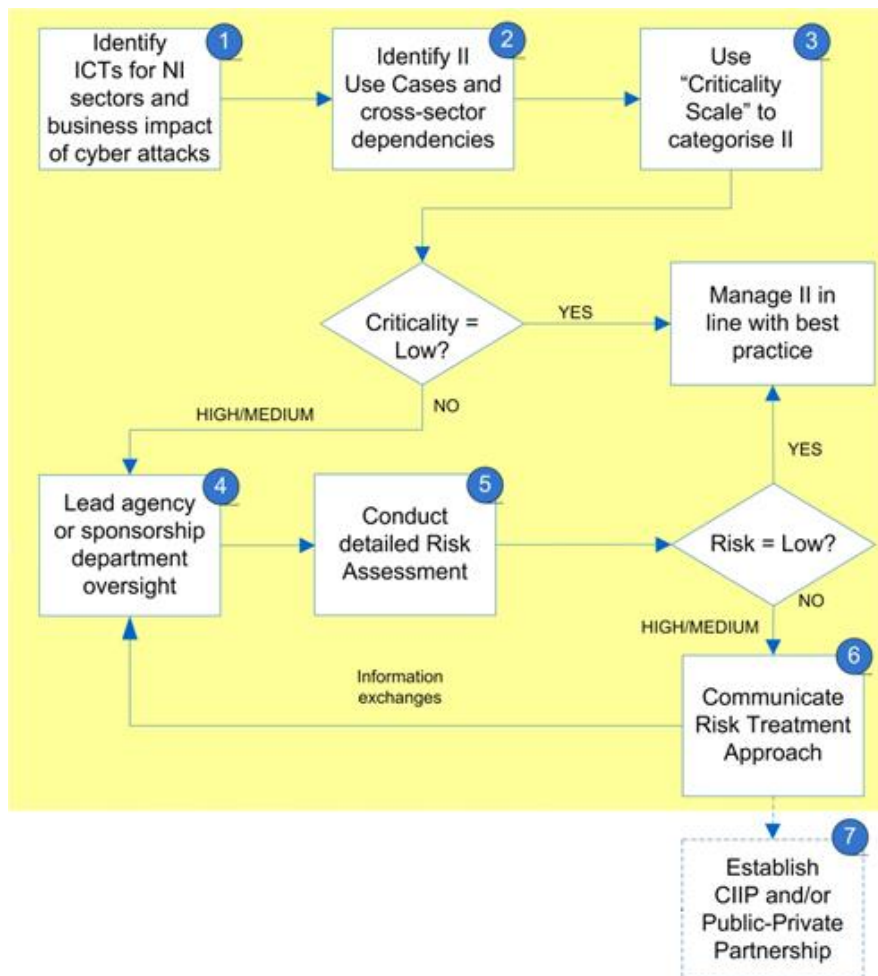 1
Identify
ICTs for NI
sectors and
business impact
of cyber attacks
2
Identify II
Use Cases and
cross-sector
dependencies
3
Use
“Criticality
Scale” to
categorise II
Criticality =
Low?
YES
Manage II in
line with best
practice
HIGH/MEDIUM
NO
YES
4
Lead agency
or sponsorship
department
oversight
5
Conduct
detailed Risk
Assessment
Risk = Low?
NO
HIGH/MEDIUM
Information
exchanges
6
Communicate
Risk Treatment
Approach
7
Establish
CIIP and/or
Public-Private
Partnership